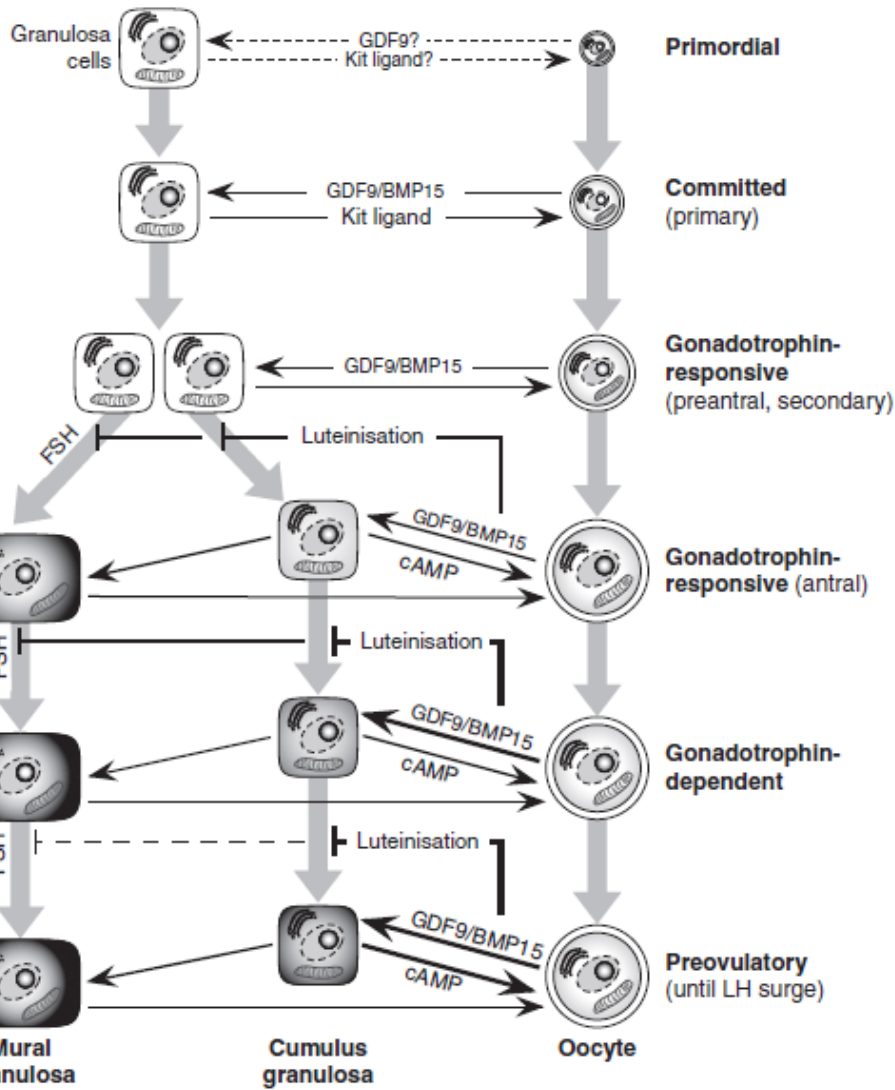 Granulosa
cells
GDF9?
Kit ligand?
Primordial
GDF9/BMP15
Kit ligand
Committed
(primary)
GDF9/BMP15
Gonadotrophin-
responsive
(preantral, secondary)
FSH
Luteinisation
GDF9/BMP15
cAMP
Gonadotrophin-
responsive (antral)
FSH
Luteinisation
GDF9/BMP15
cAMP
Gonadotrophin-
dependent
Luteinisation
GDF9/BMP15
cAMP
Preovulatory
(until LH surge)
Mural
anulosa
Cumulus
granulosa
Oocyte